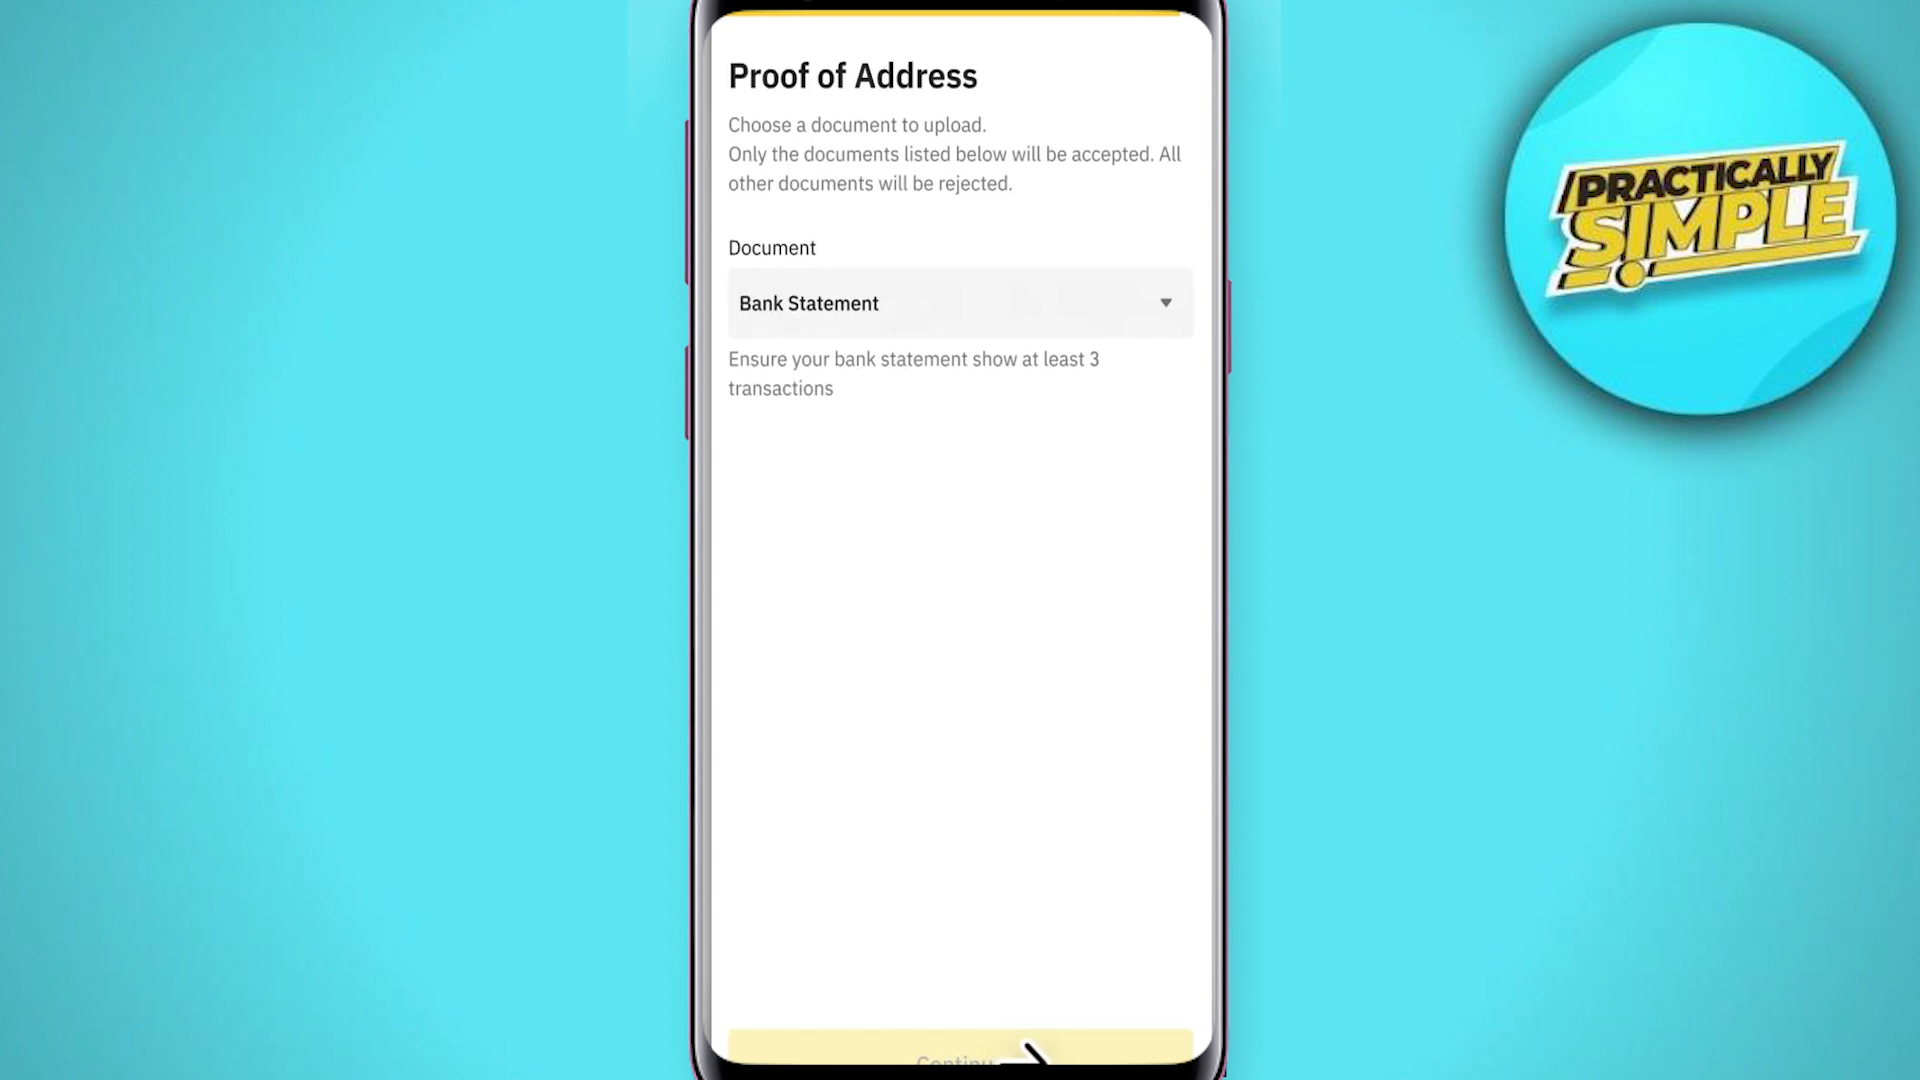 Proof of Address
Choose a document to upload.
Only the documents listed below will be accepted. All
other documents will be rejected.
Document
Bank Statement
Ensure your bank statement show at least 3
transactions
Continu
PRACTICALLY
SIMPLE